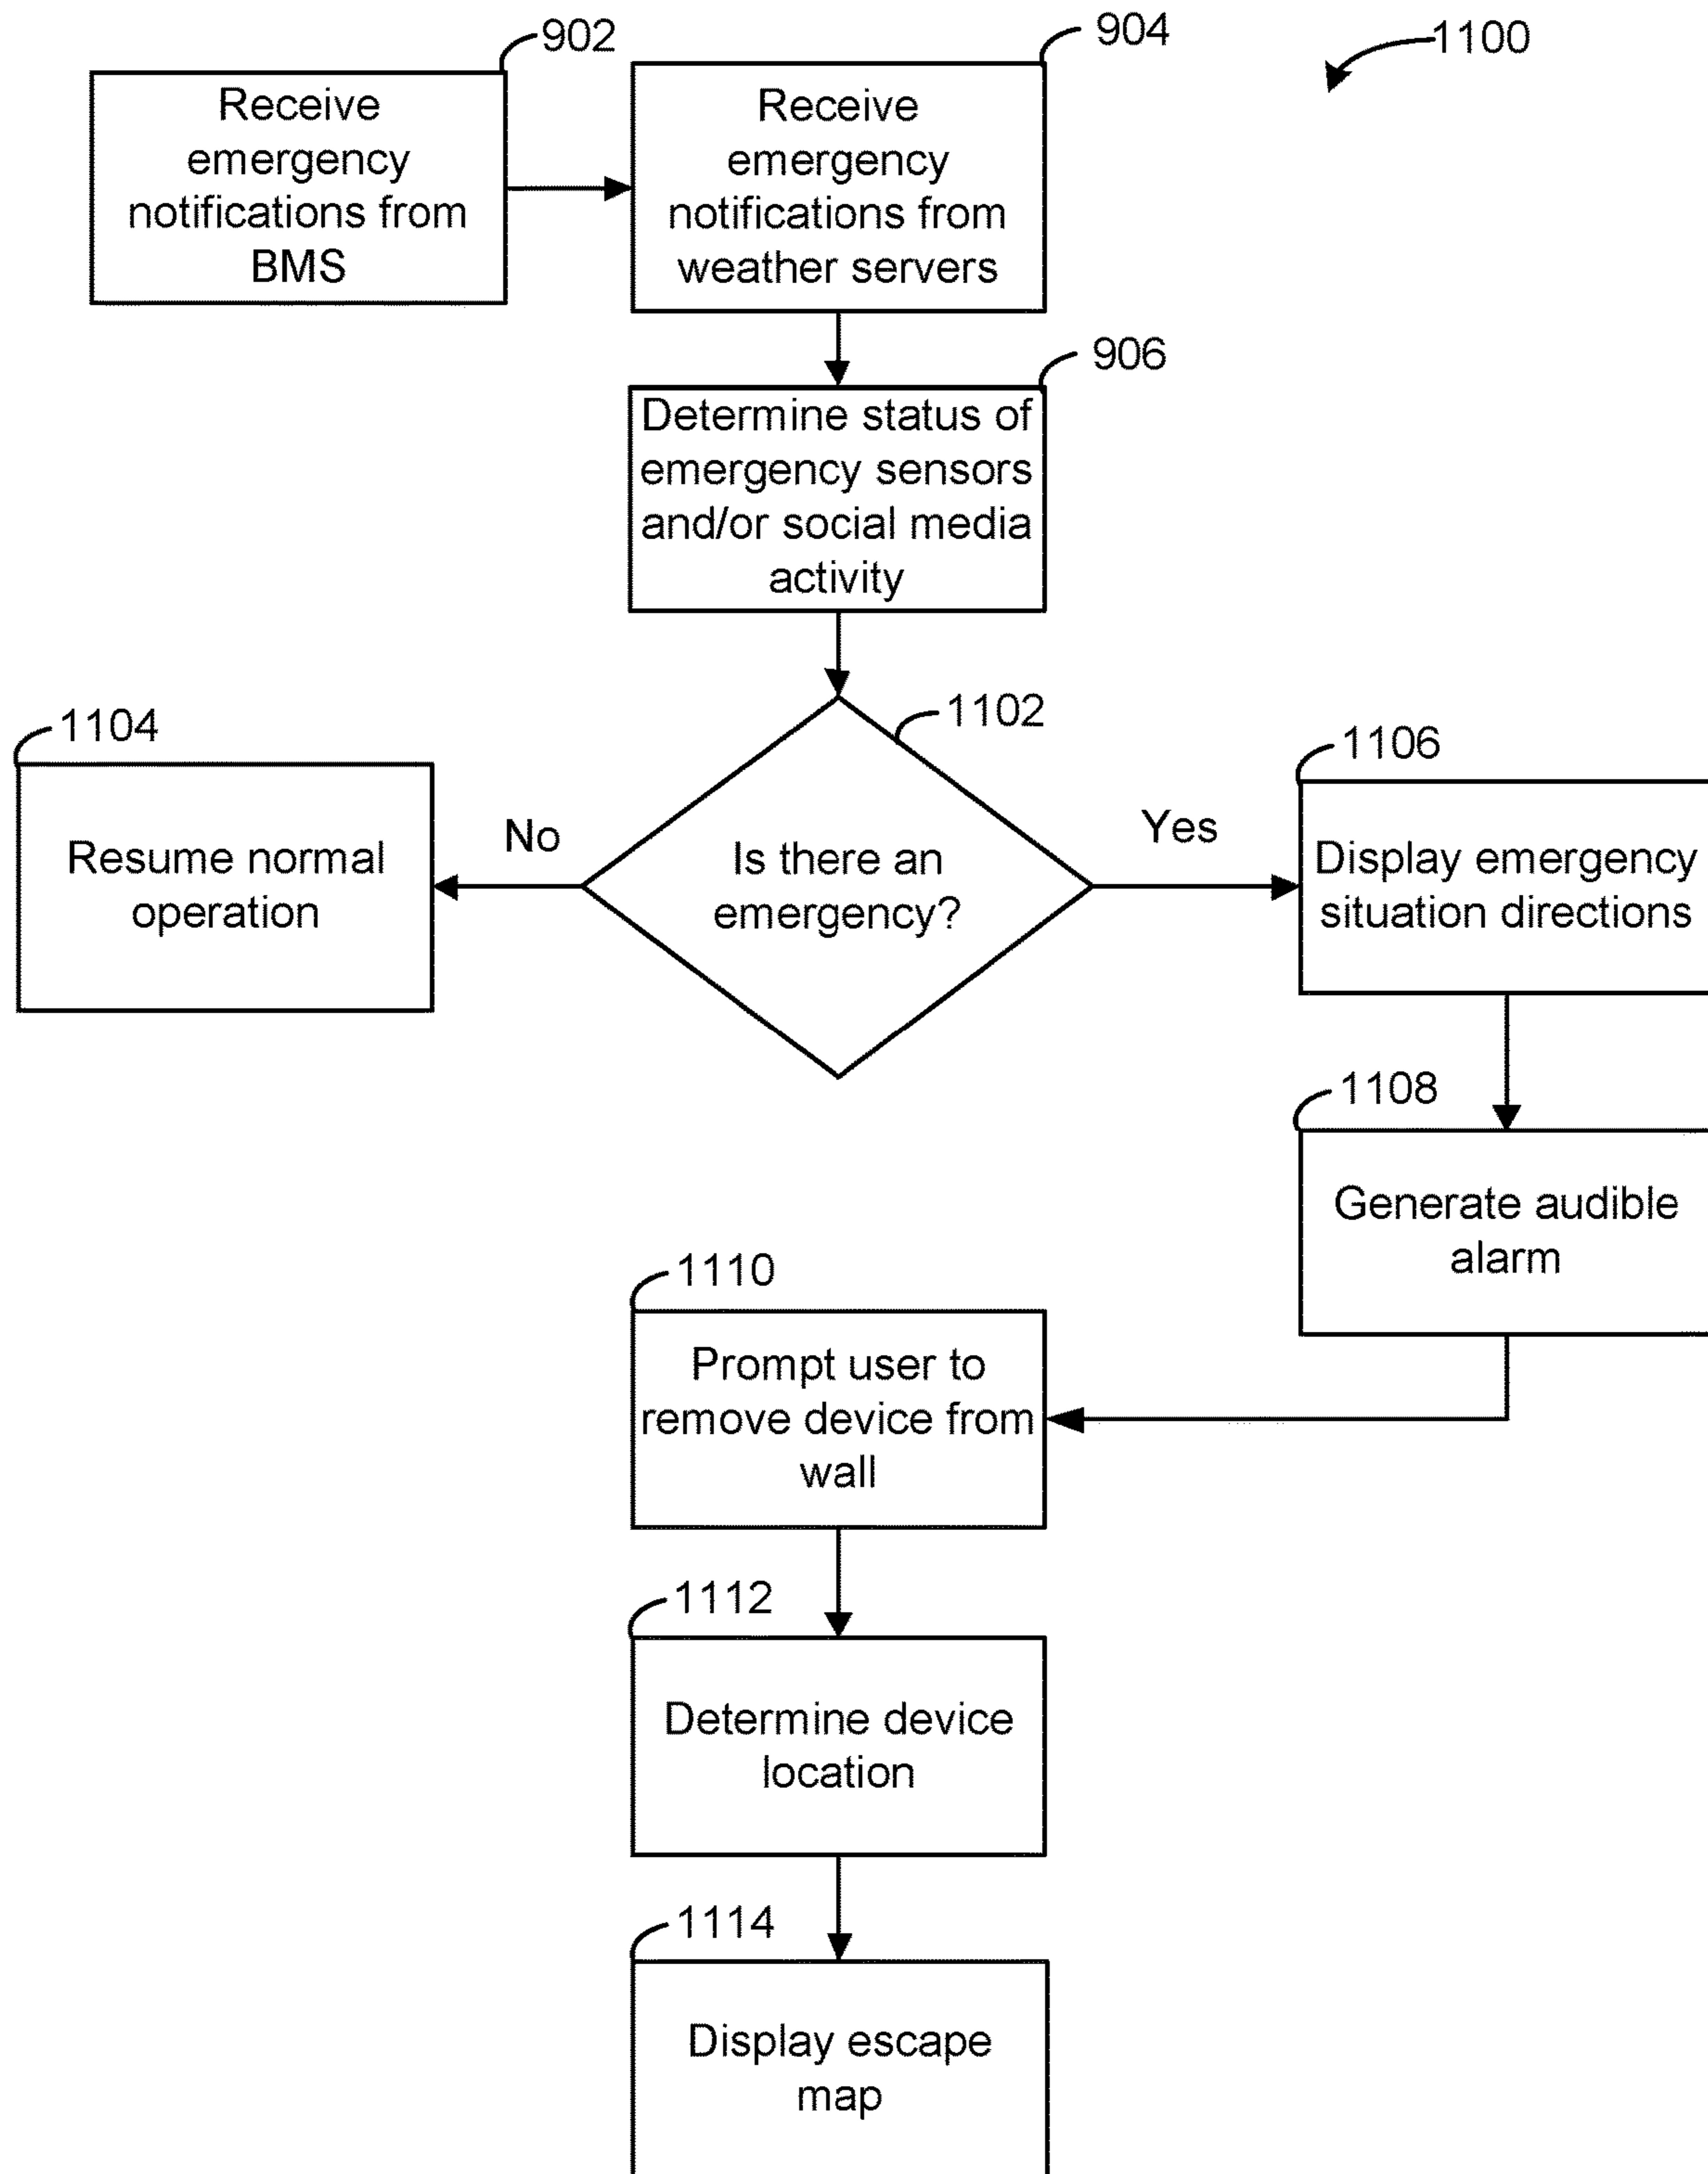 902
904
1100
Receive
emergency
notifications from
BMS
Receive
emergency
notifications from
weather servers
906
Determine status of
emergency sensors
and/or social media
activity
1102
1104
1106
No
Yes
Resume normal
operation
Is there an
emergency?
Display emergency
situation directions
1108
Generate audible
alarm
1110
Prompt user to
remove device from
wall
1112
Determine device
location
1114
Display escape
map